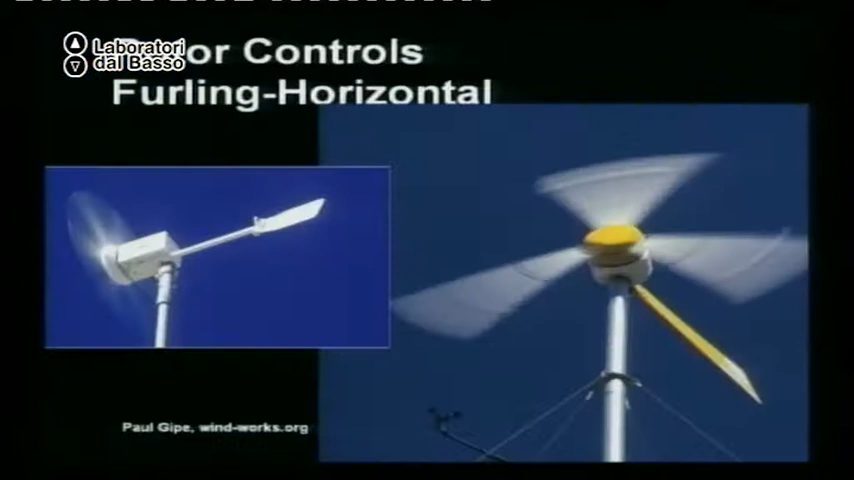 Laboratori
dal Basso
Controls
Furling-Horizontal
Paul Gipe, wind-works.org